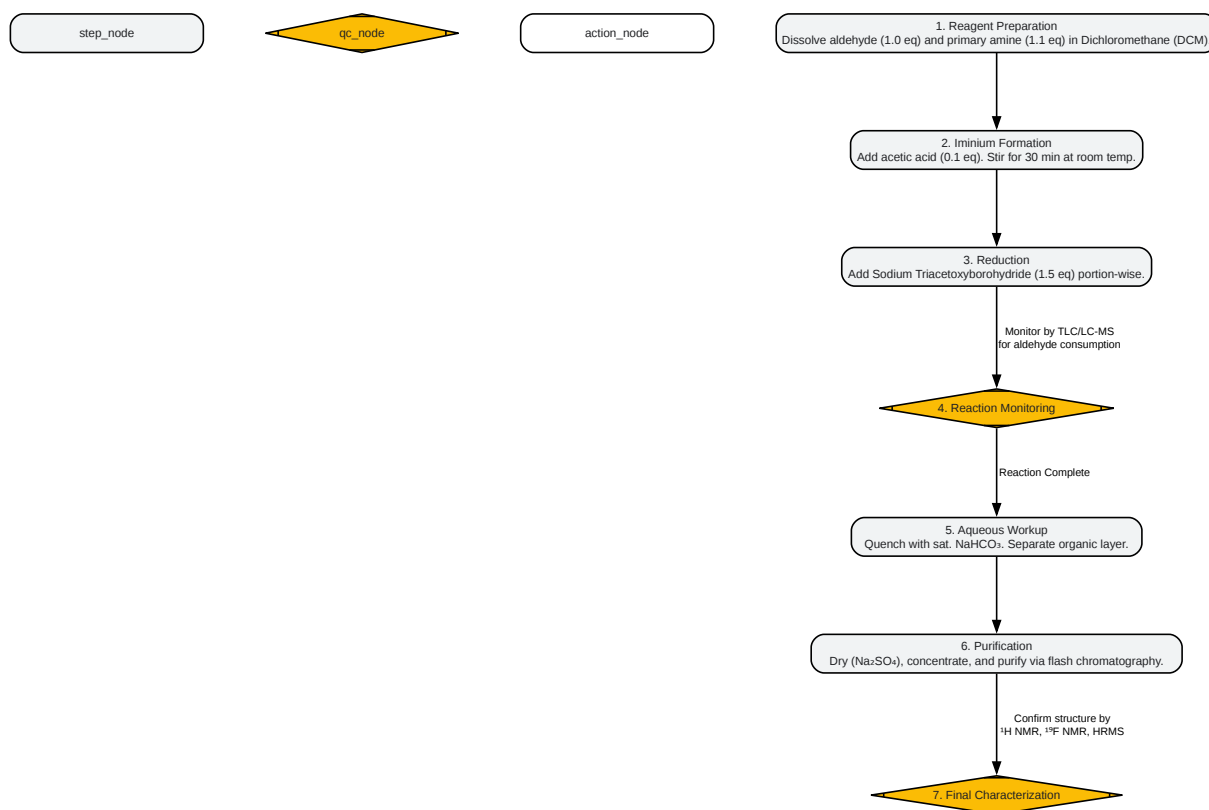 step_node
qc_node
action_node
1. Reagent Preparation
Dissolve aldehyde (1.0 eq) and primary amine (1.1 eq) in Dichloromethane (DCM).
2. Iminium Formation
Add acetic acid (0.1 eq). Stir for 30 min at room temp.
3. Reduction
Add Sodium Triacetoxyborohydride (1.5 eq) portion-wise.
Monitor by TLC/LC-MS
for aldehyde consumption
4. Reaction Monitoring
Reaction Complete
5. Aqueous Workup
Quench with sat. NaHCO₃. Separate organic layer.
6. Purification
Dry (Na₂SO₄), concentrate, and purify via flash chromatography.
Confirm structure by
¹H NMR, ¹⁹F NMR, HRMS
7. Final Characterization